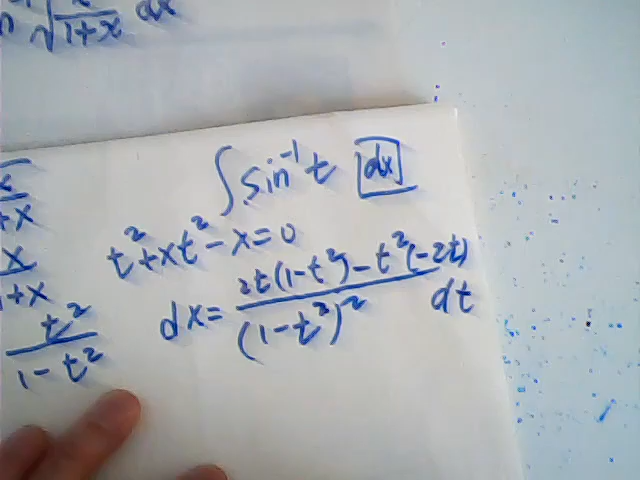 √(x/(1+x)) dx
∫ sin⁻¹ t dx
t² + xt² - x = 0
dx = (2t(1-t²) - t²(-2t))/(1-t²)² dt
x
+x
x
1+x
t²/(1-t²)